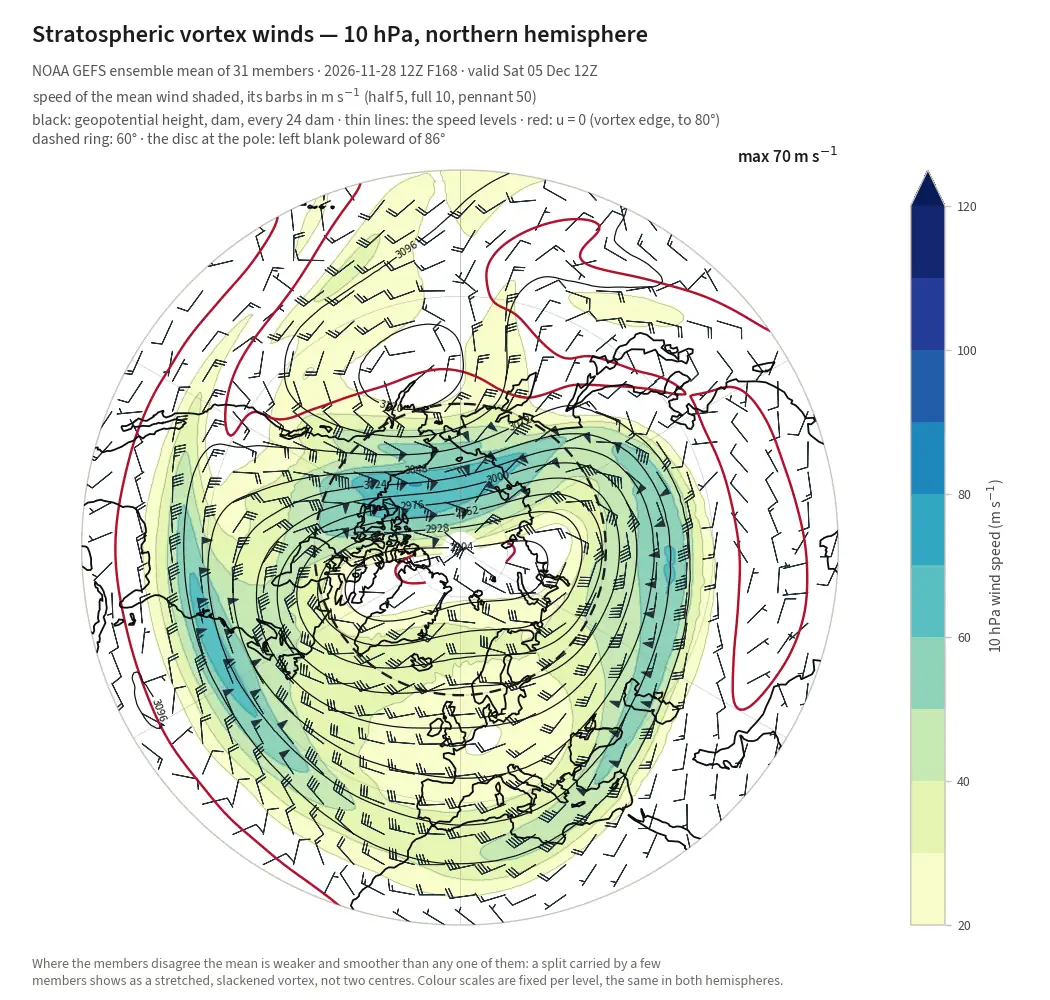 Stratospheric vortex winds — 10 hPa, northern hemisphere
NOAA GEFS ensemble mean of 31 members · 2026-11-28 12Z F168 · valid Sat 05 Dec 12Z
speed of the mean wind shaded, its barbs in m s⁻¹ (half 5, full 10, pennant 50)
black: geopotential height, dam, every 24 dam · thin lines: the speed levels · red: u = 0 (vortex edge, to 80°)
dashed ring: 60° · the disc at the pole: left blank poleward of 86°
max 70 m s⁻¹
120
100
80
60
40
20
10 hPa wind speed (m s⁻¹)
3096
3024
3000
2976
2952
2928
2904
3096
Where the members disagree the mean is weaker and smoother than any one of them: a split carried by a few
members shows as a stretched, slackened vortex, not two centres. Colour scales are fixed per level, the same in both hemispheres.